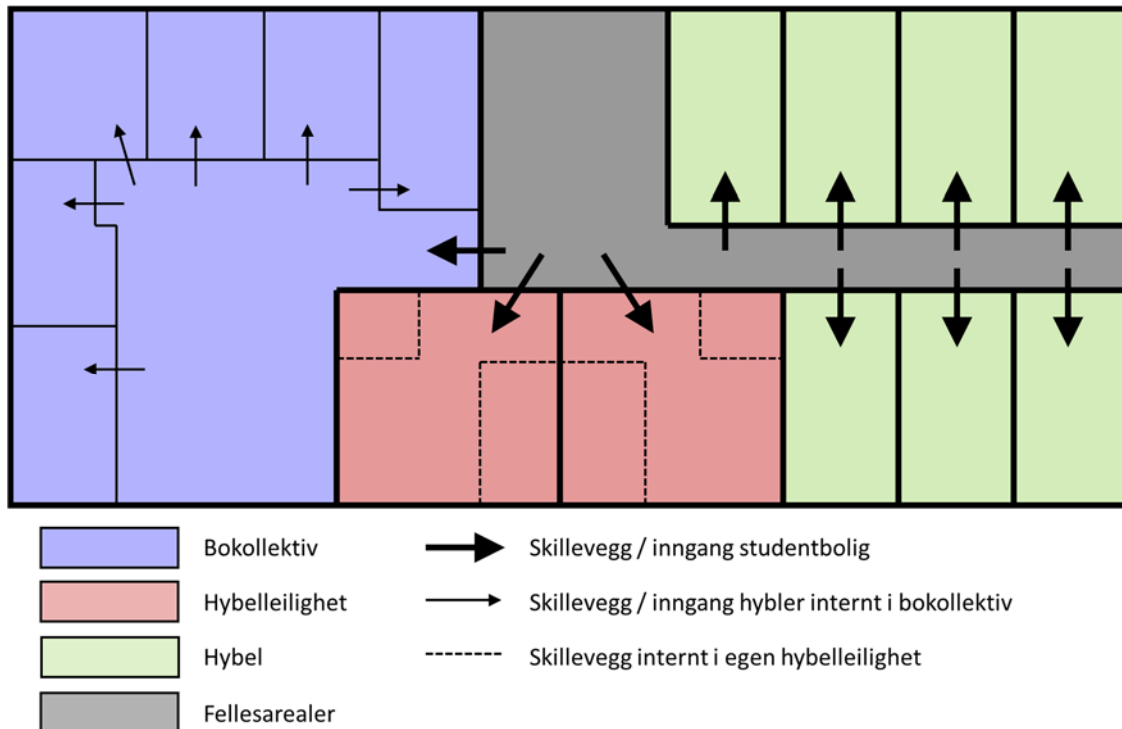 Bokollektiv
Skillevegg / inngang studentbolig
Hybelleilighet
Skillevegg / inngang hybler internt i bokollektiv
Hybel
Skillevegg internt i egen hybelleilighet
Fellesarealer